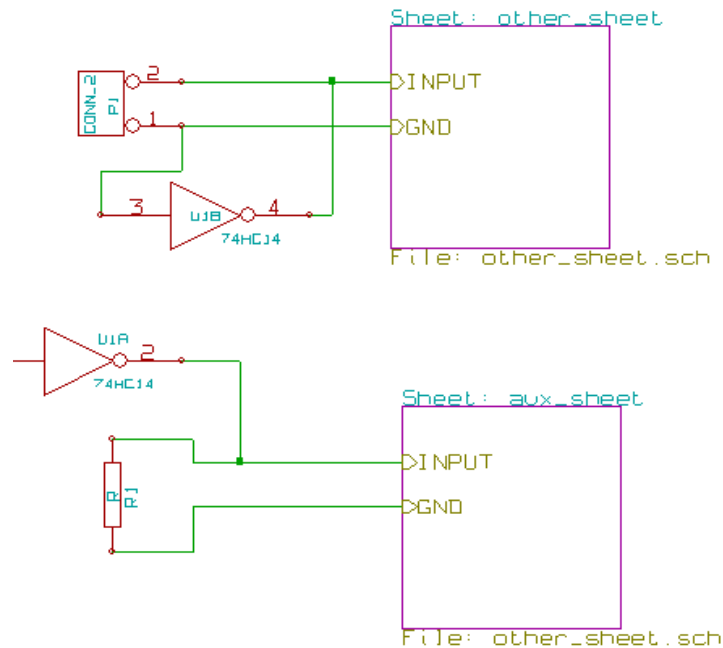 Sheet: other_sheet
CONN_2
P1
2
INPUT
1
GND
3
U1B
4
74HC14
File: other_sheet.sch
U1A
2
74HC14
Sheet: aux_sheet
INPUT
R
R1
GND
File: other_sheet.sch